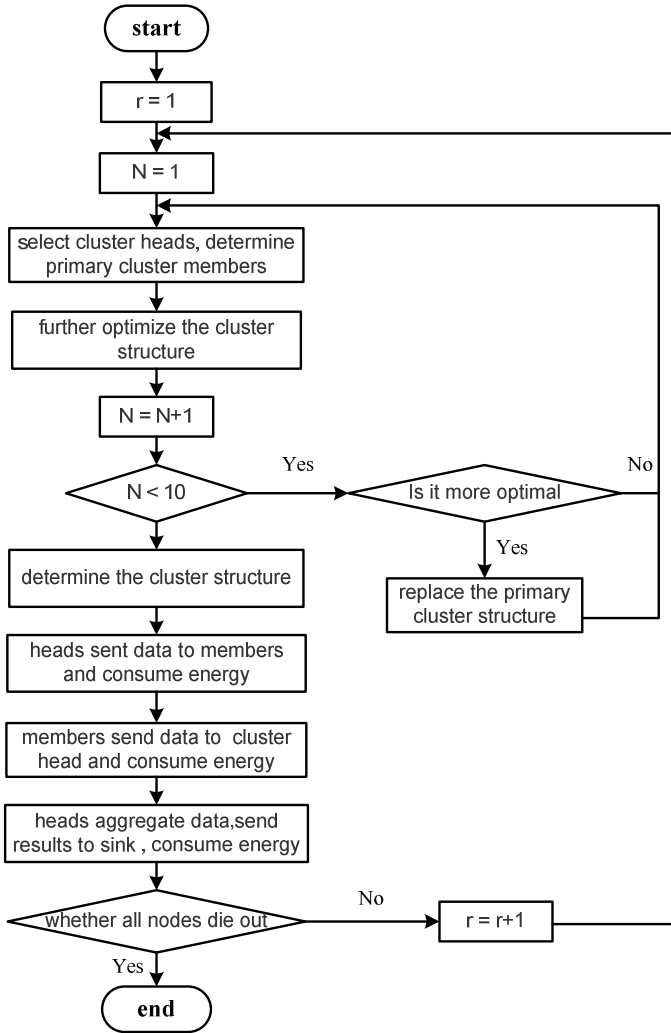 start
r = 1
N = 1
select cluster heads, determine
primary cluster members
further optimize the cluster
structure
N = N+1
N < 10
Yes
Is it more optimal
No
Yes
replace the primary
cluster structure
determine the cluster structure
heads sent data to members
and consume energy
members send data to cluster
head and consume energy
heads aggregate data,send
results to sink , consume energy
whether all nodes die out
No
r = r+1
Yes
end